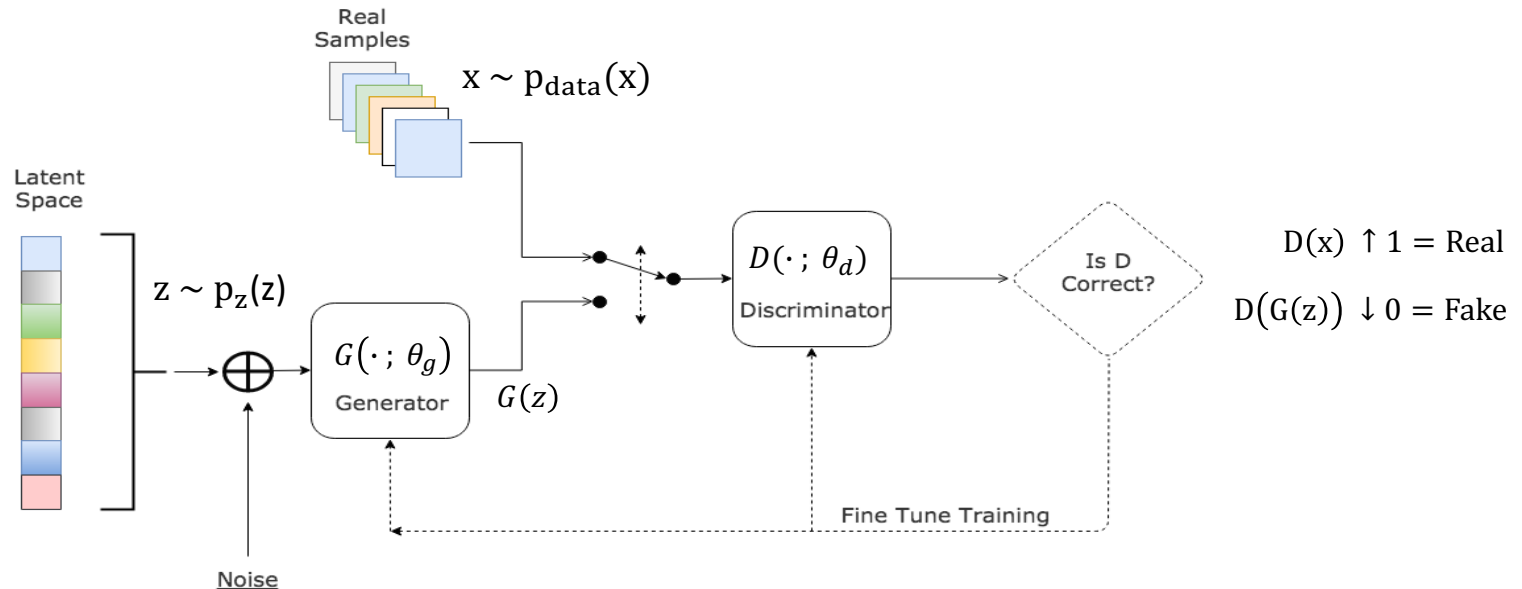 Real
Samples
x ~ p_data(x)
Latent
Space
z ~ p_z(z)
G(· ; θ_g)
Generator
G(z)
D(· ; θ_d)
Discriminator
Is D
Correct?
D(x) ↑ 1 = Real
D(G(z)) ↓ 0 = Fake
Fine Tune Training
Noise